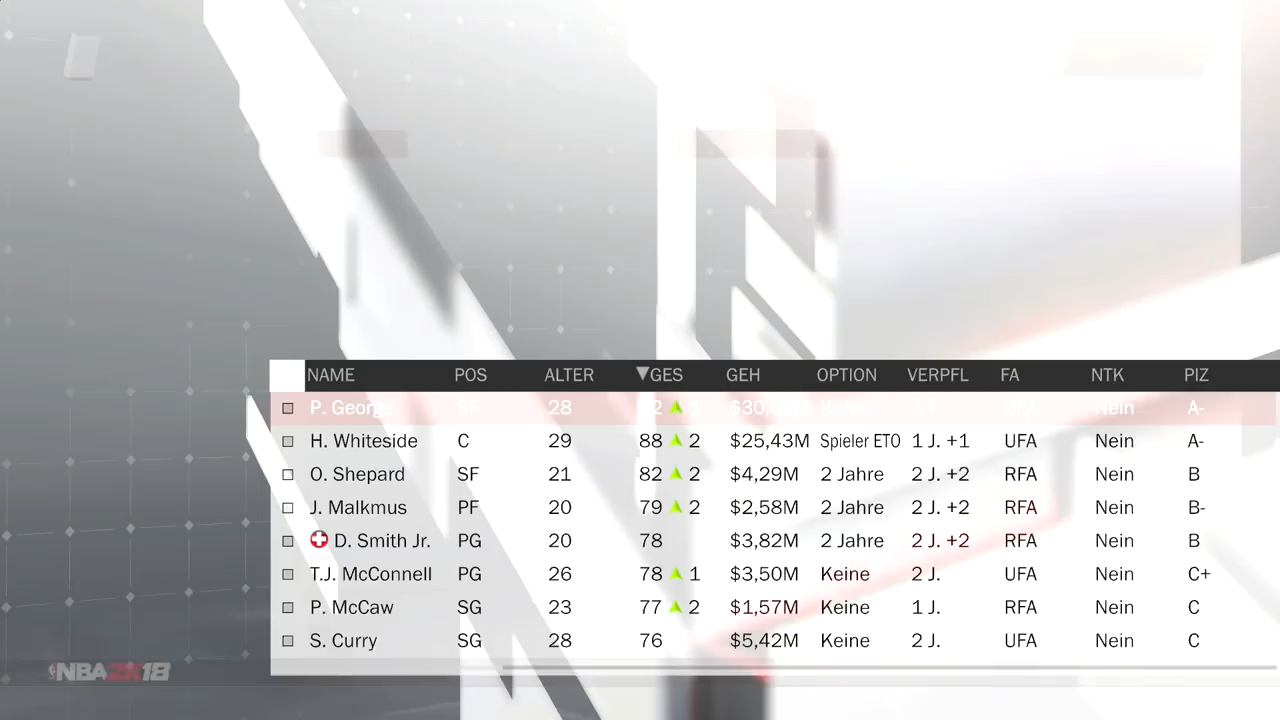 NAME POS ALTER GES GEH OPTION VERPFL FA NTK PIZ
P. George SF 28 Keine UFA Nein A-
H. Whiteside C 29 88 2 $25,43M Spieler ETO 1 J. +1 UFA Nein A-
O. Shepard SF 21 82 2 $4,29M 2 Jahre 2 J. +2 RFA Nein B
J. Malkmus PF 20 79 2 $2,58M 2 Jahre 2 J. +2 RFA Nein B-
D. Smith Jr. PG 20 78 $3,82M 2 Jahre 2 J. +2 RFA Nein B
T.J. McConnell PG 26 78 1 $3,50M Keine 2 J. UFA Nein C+
P. McCaw SG 23 77 2 $1,57M Keine 1 J. RFA Nein C
S. Curry SG 28 76 $5,42M Keine 2 J. UFA Nein C
NBA2K18